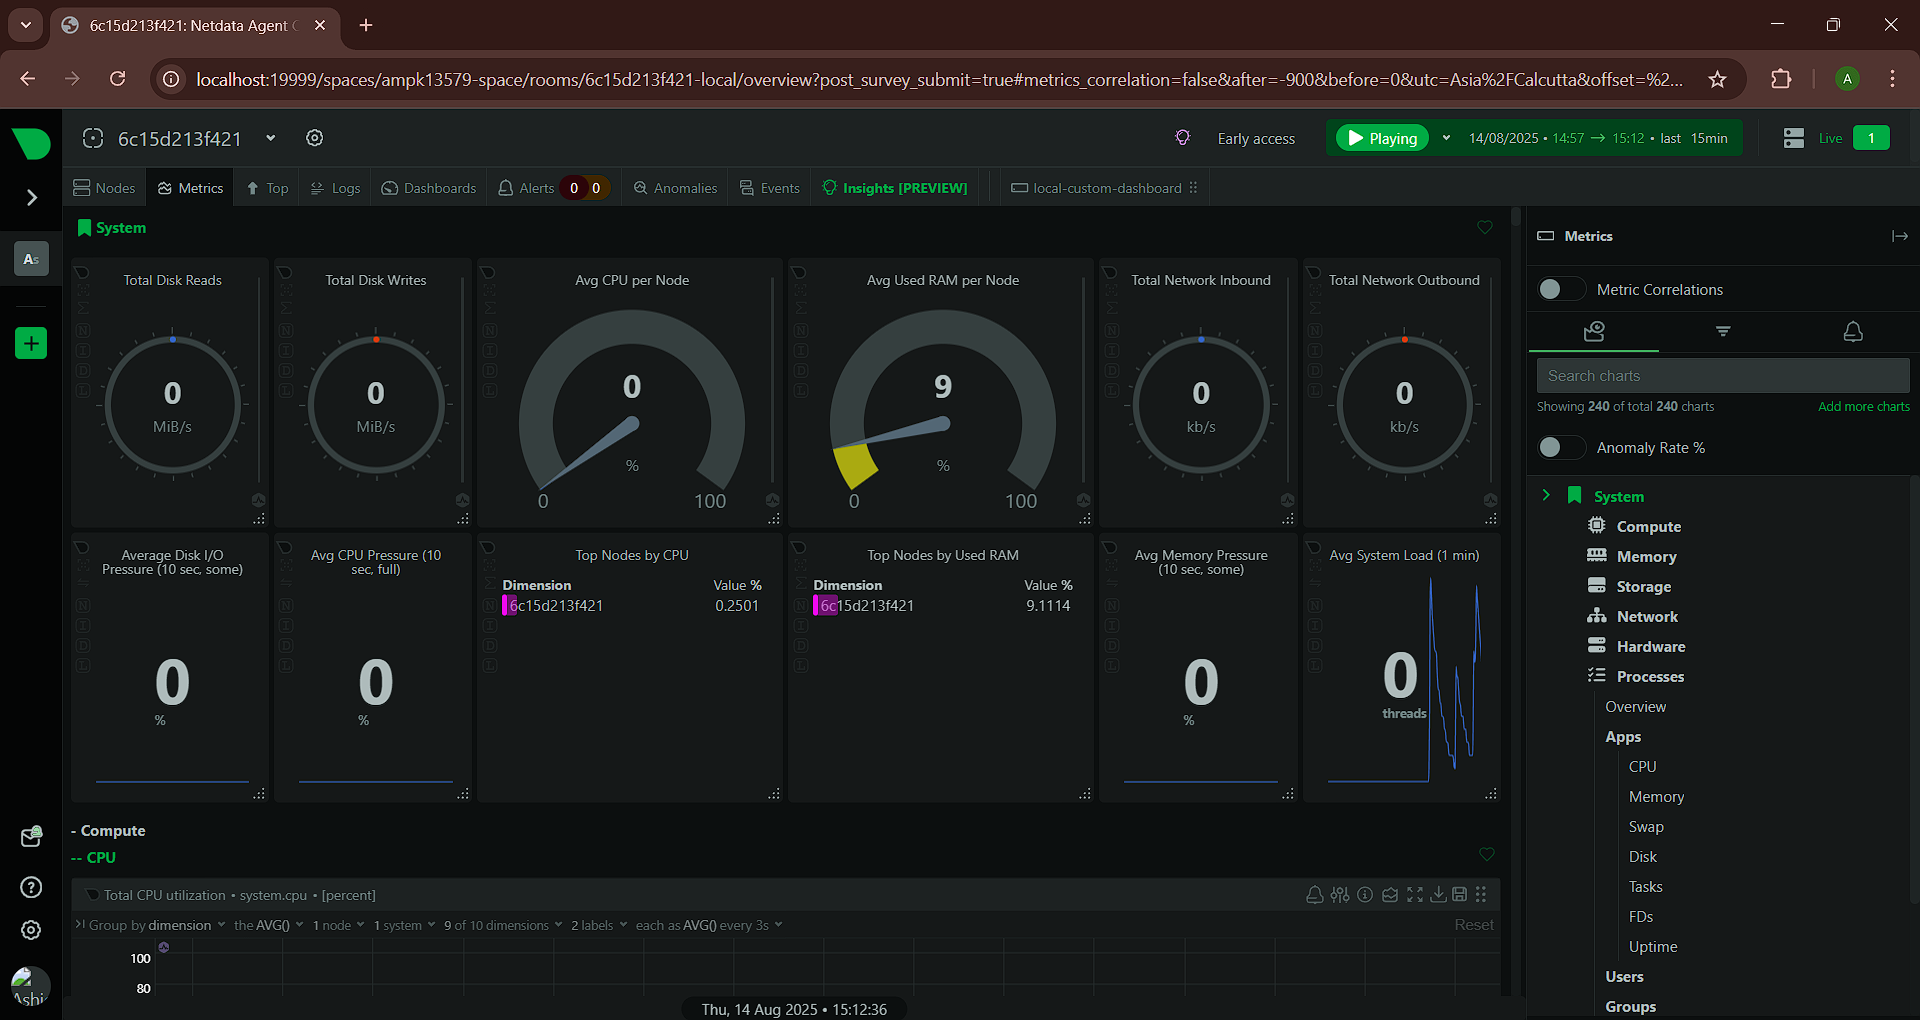 6c15d213f421: Netdata Agent
localhost:19999/spaces/ampk13579-space/rooms/6c15d213f421-local/overview?post_survey_submit=true#metrics_correlation=false&after=-900&before=0&utc=Asia%2FCalcutta&offset=%2...
A
6c15d213f421
Early access
Playing
14/08/2025 • 14:57 → 15:12 • last 15min
Live 1
Nodes
Metrics
Top
Logs
Dashboards
Alerts 0 0
Anomalies
Events
Insights [PREVIEW]
local-custom-dashboard
As
System
Total Disk Reads
0
MiB/s
Total Disk Writes
0
MiB/s
Avg CPU per Node
0
%
0 100
Avg Used RAM per Node
9
%
0 100
Total Network Inbound
0
kb/s
Total Network Outbound
0
kb/s
Average Disk I/O
Pressure (10 sec, some)
0
%
Avg CPU Pressure (10
sec, full)
0
%
Top Nodes by CPU
Dimension Value %
6c15d213f421 0.2501
Top Nodes by Used RAM
Dimension Value %
6c15d213f421 9.1114
Avg Memory Pressure
(10 sec, some)
0
%
Avg System Load (1 min)
0
threads
- Compute
-- CPU
Total CPU utilization • system.cpu • [percent]
Group by dimension the AVG() 1 node 1 system 9 of 10 dimensions 2 labels each as AVG() every 3s Reset
100
80
Thu, 14 Aug 2025 • 15:12:36
Metrics
Metric Correlations
Search charts
Showing 240 of total 240 charts Add more charts
Anomaly Rate %
System
Compute
Memory
Storage
Network
Hardware
Processes
Overview
Apps
CPU
Memory
Swap
Disk
Tasks
FDs
Uptime
Users
Groups
Ashi